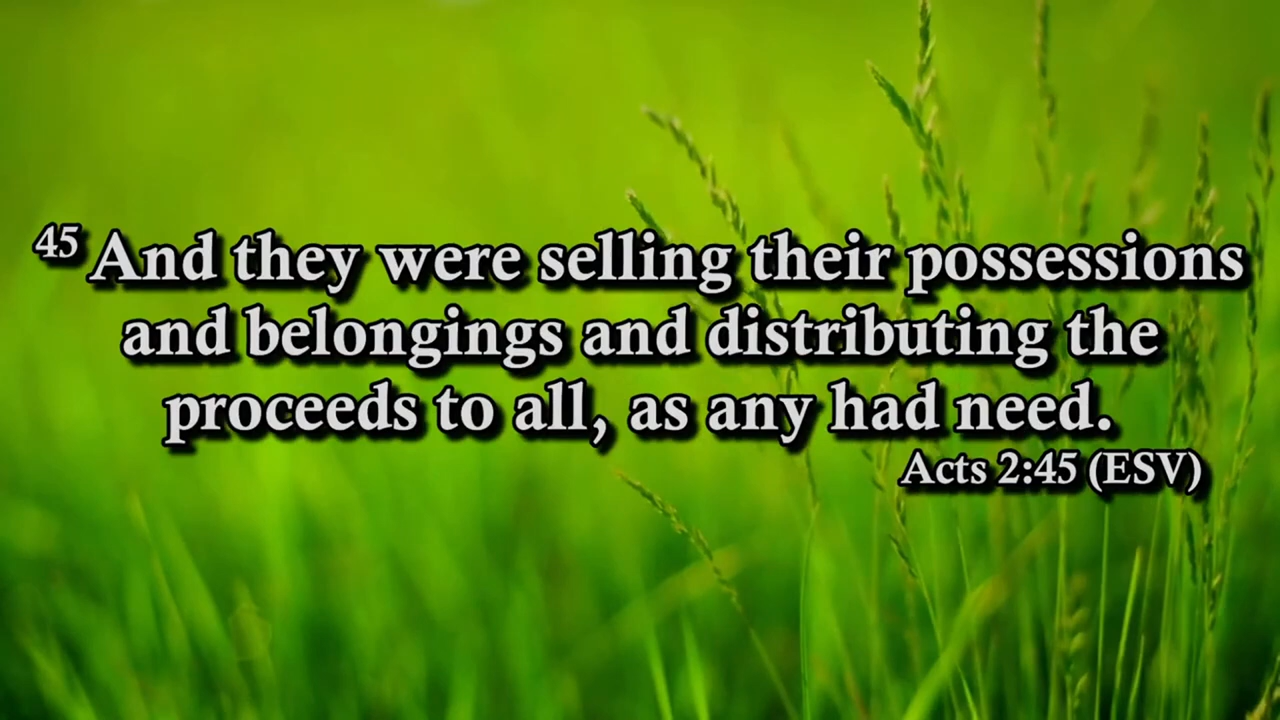 45 And they were selling their possessions
and belongings and distributing the
proceeds to all, as any had need.
Acts 2:45 (ESV)